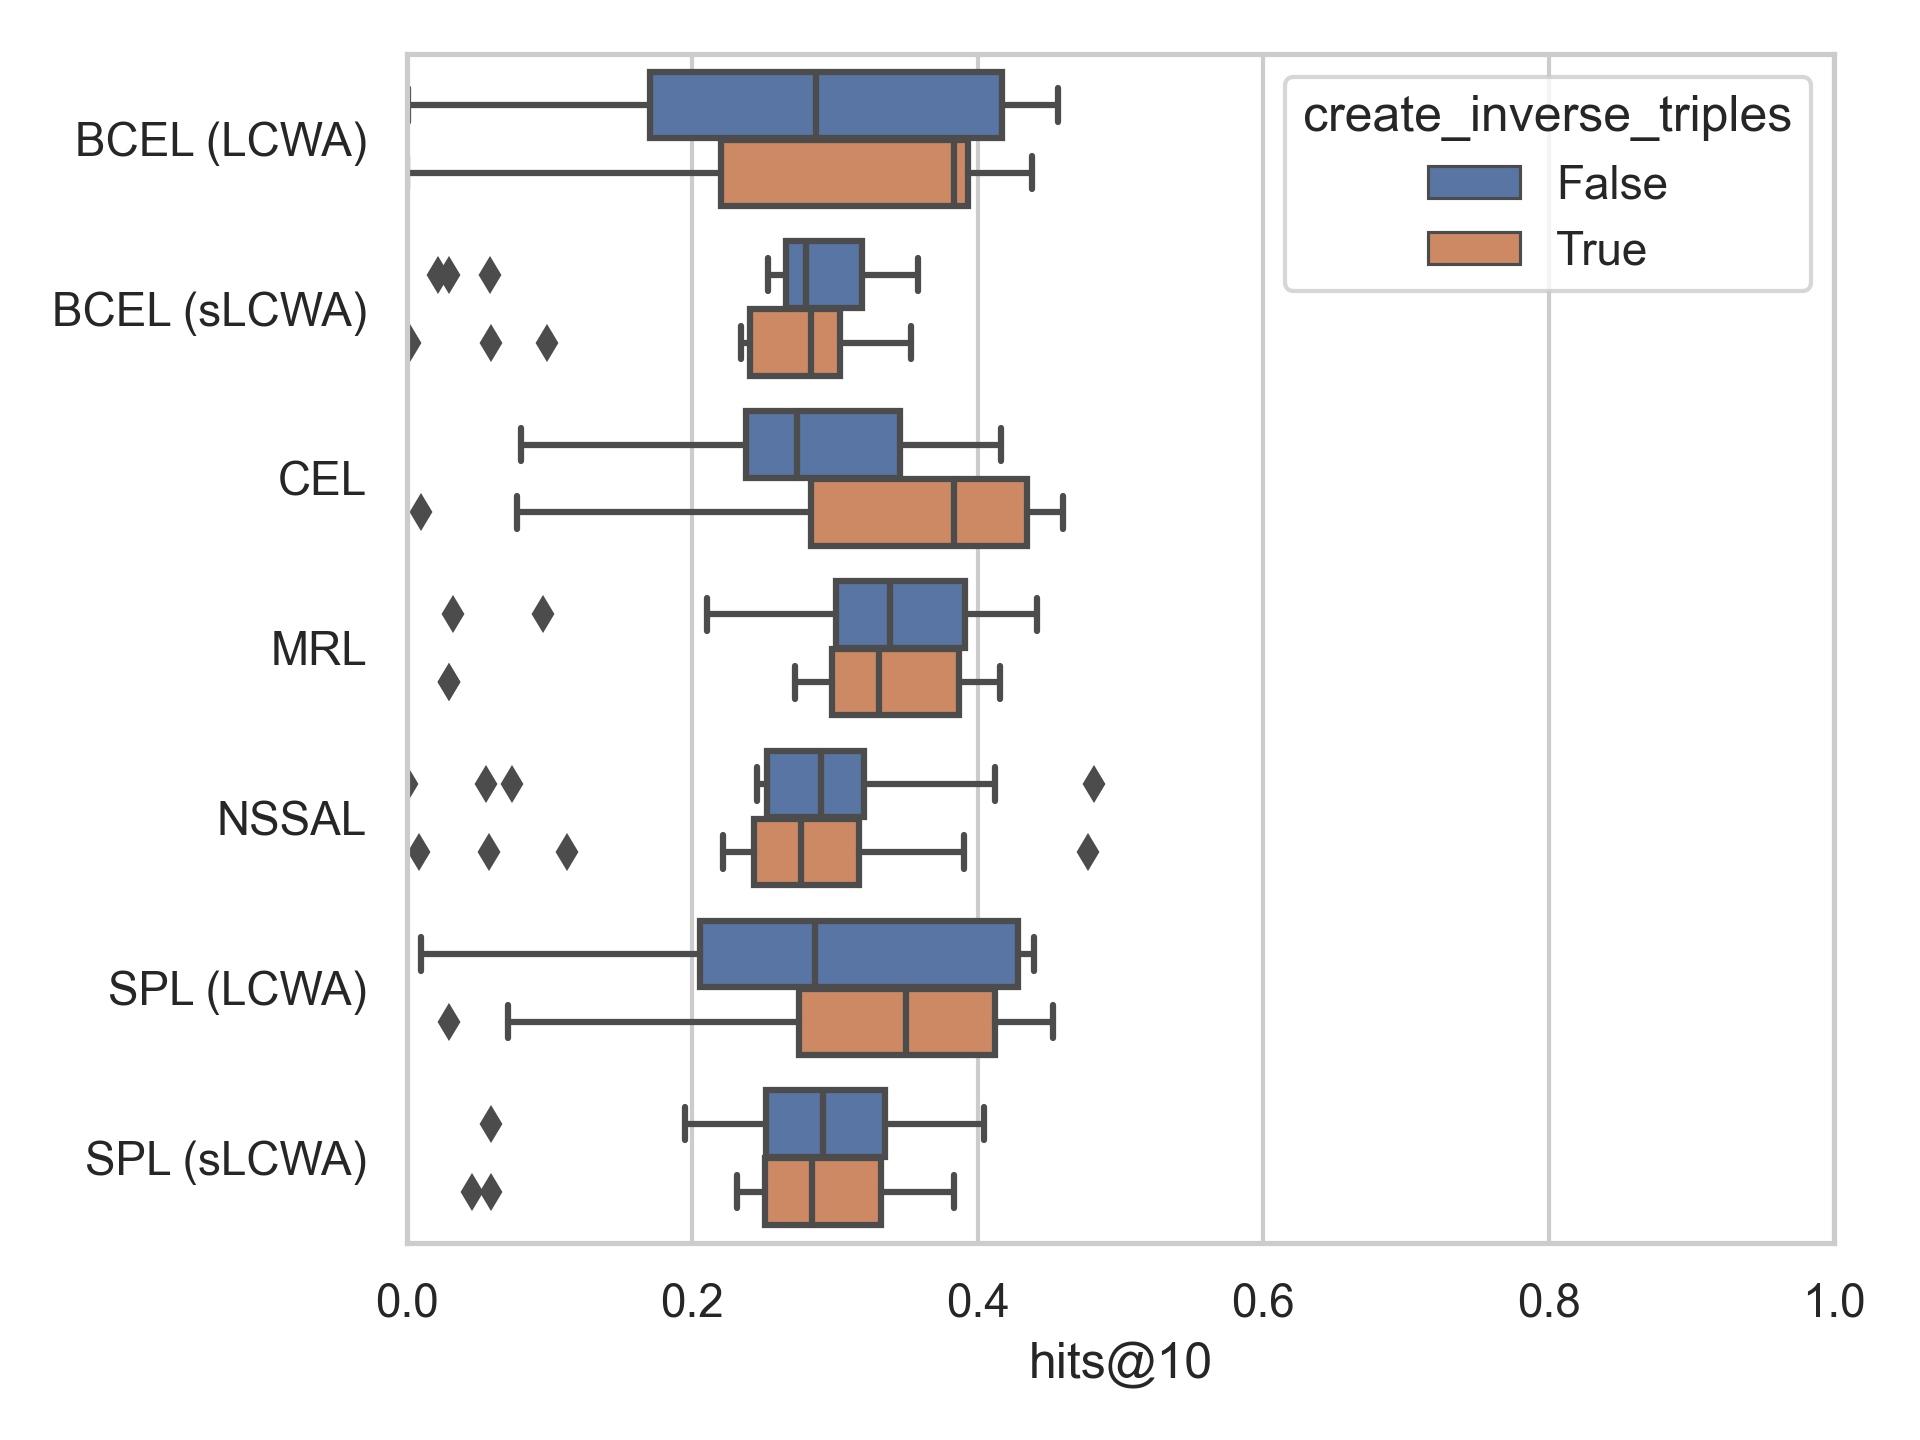 create_inverse_triples
False
True
BCEL (LCWA)
BCEL (sLCWA)
CEL
MRL
NSSAL
SPL (LCWA)
SPL (sLCWA)
0.0 0.2 0.4 0.6 0.8 1.0
hits@10